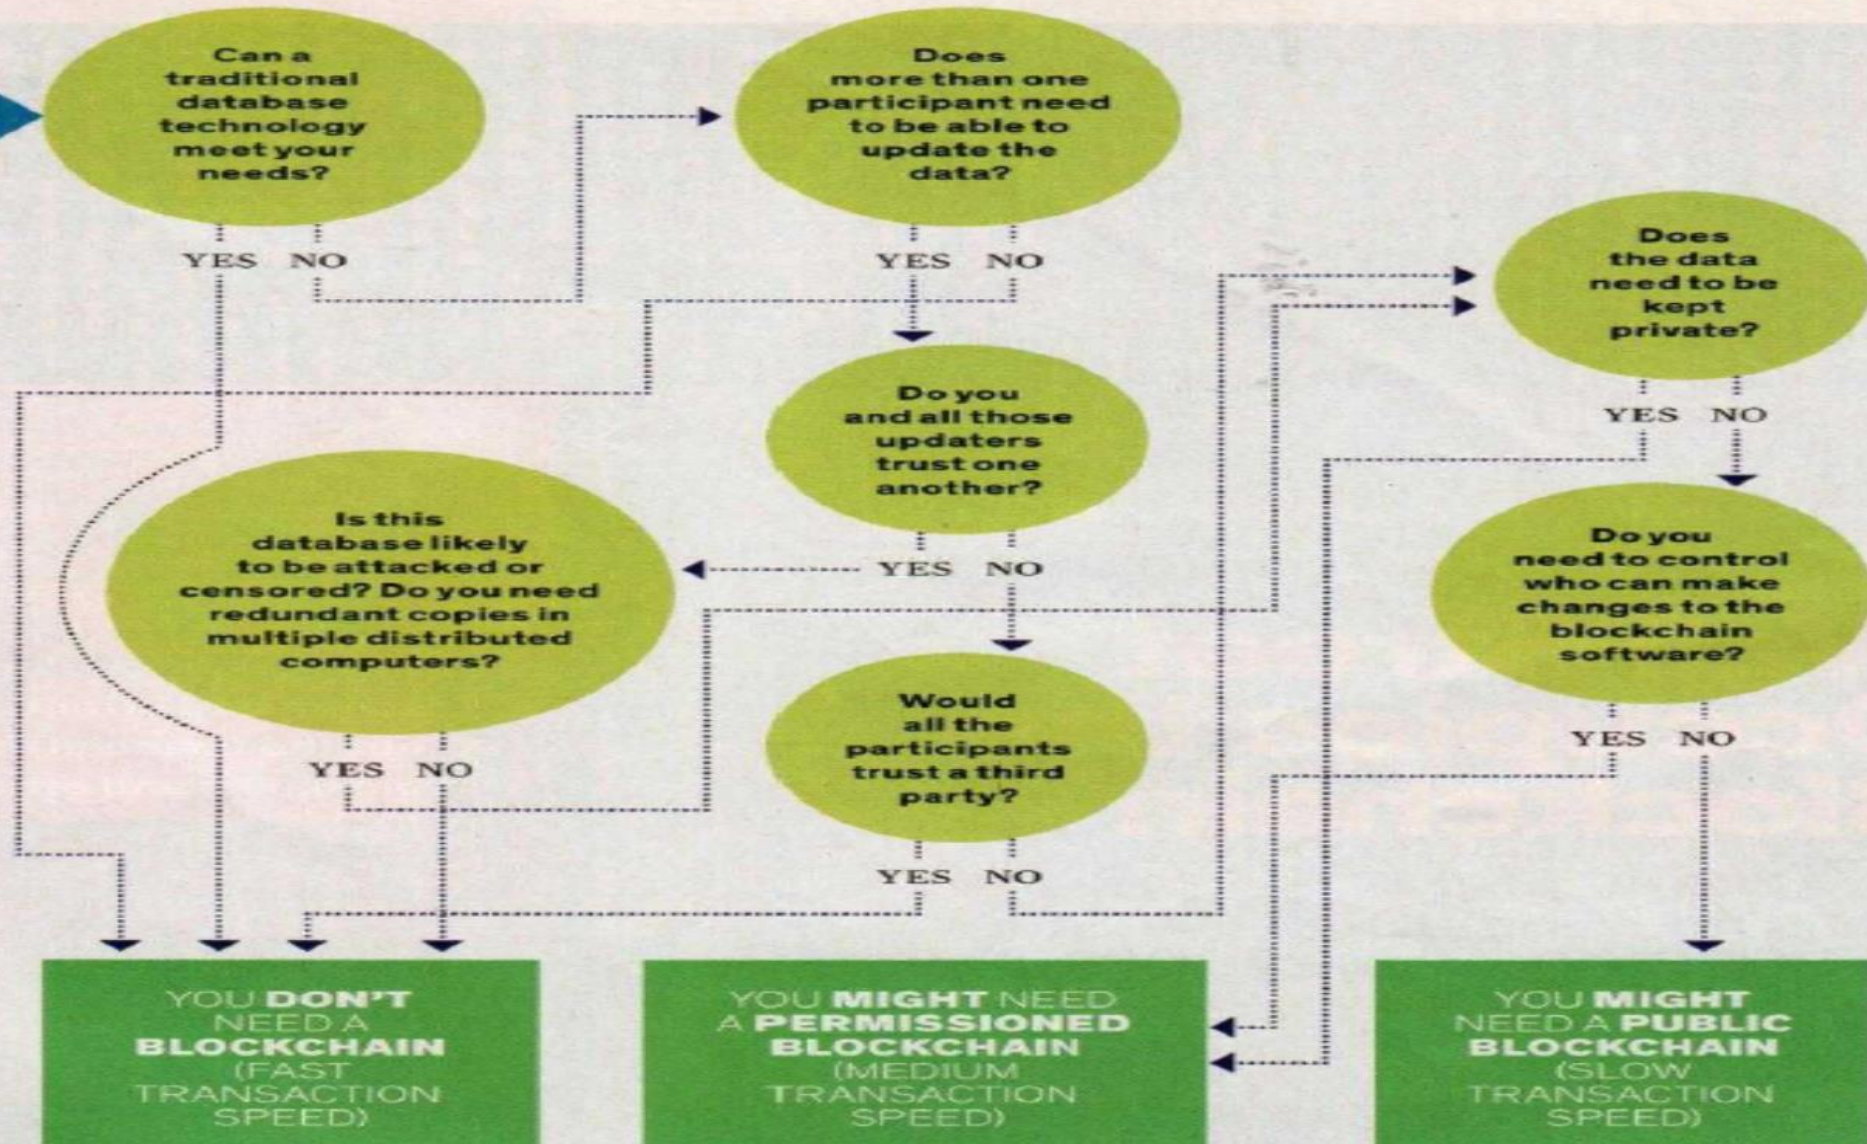 Can a
traditional
database
technology
meet your
needs?
YES NO
Does
more than one
participant need
to be able to
update the
data?
YES NO
Does
the data
need to be
kept
private?
YES NO
Do you
and all those
updaters
trust one
another?
YES NO
Is this
database likely
to be attacked or
censored? Do you need
redundant copies in
multiple distributed
computers?
YES NO
Do you
need to control
who can make
changes to the
blockchain
software?
YES NO
Would
all the
participants
trust a third
party?
YES NO
YOU DON'T
NEED A
BLOCKCHAIN
(FAST
TRANSACTION
SPEED)
YOU MIGHT NEED
A PERMISSIONED
BLOCKCHAIN
(MEDIUM
TRANSACTION
SPEED)
YOU MIGHT
NEED A PUBLIC
BLOCKCHAIN
(SLOW
TRANSACTION
SPEED)